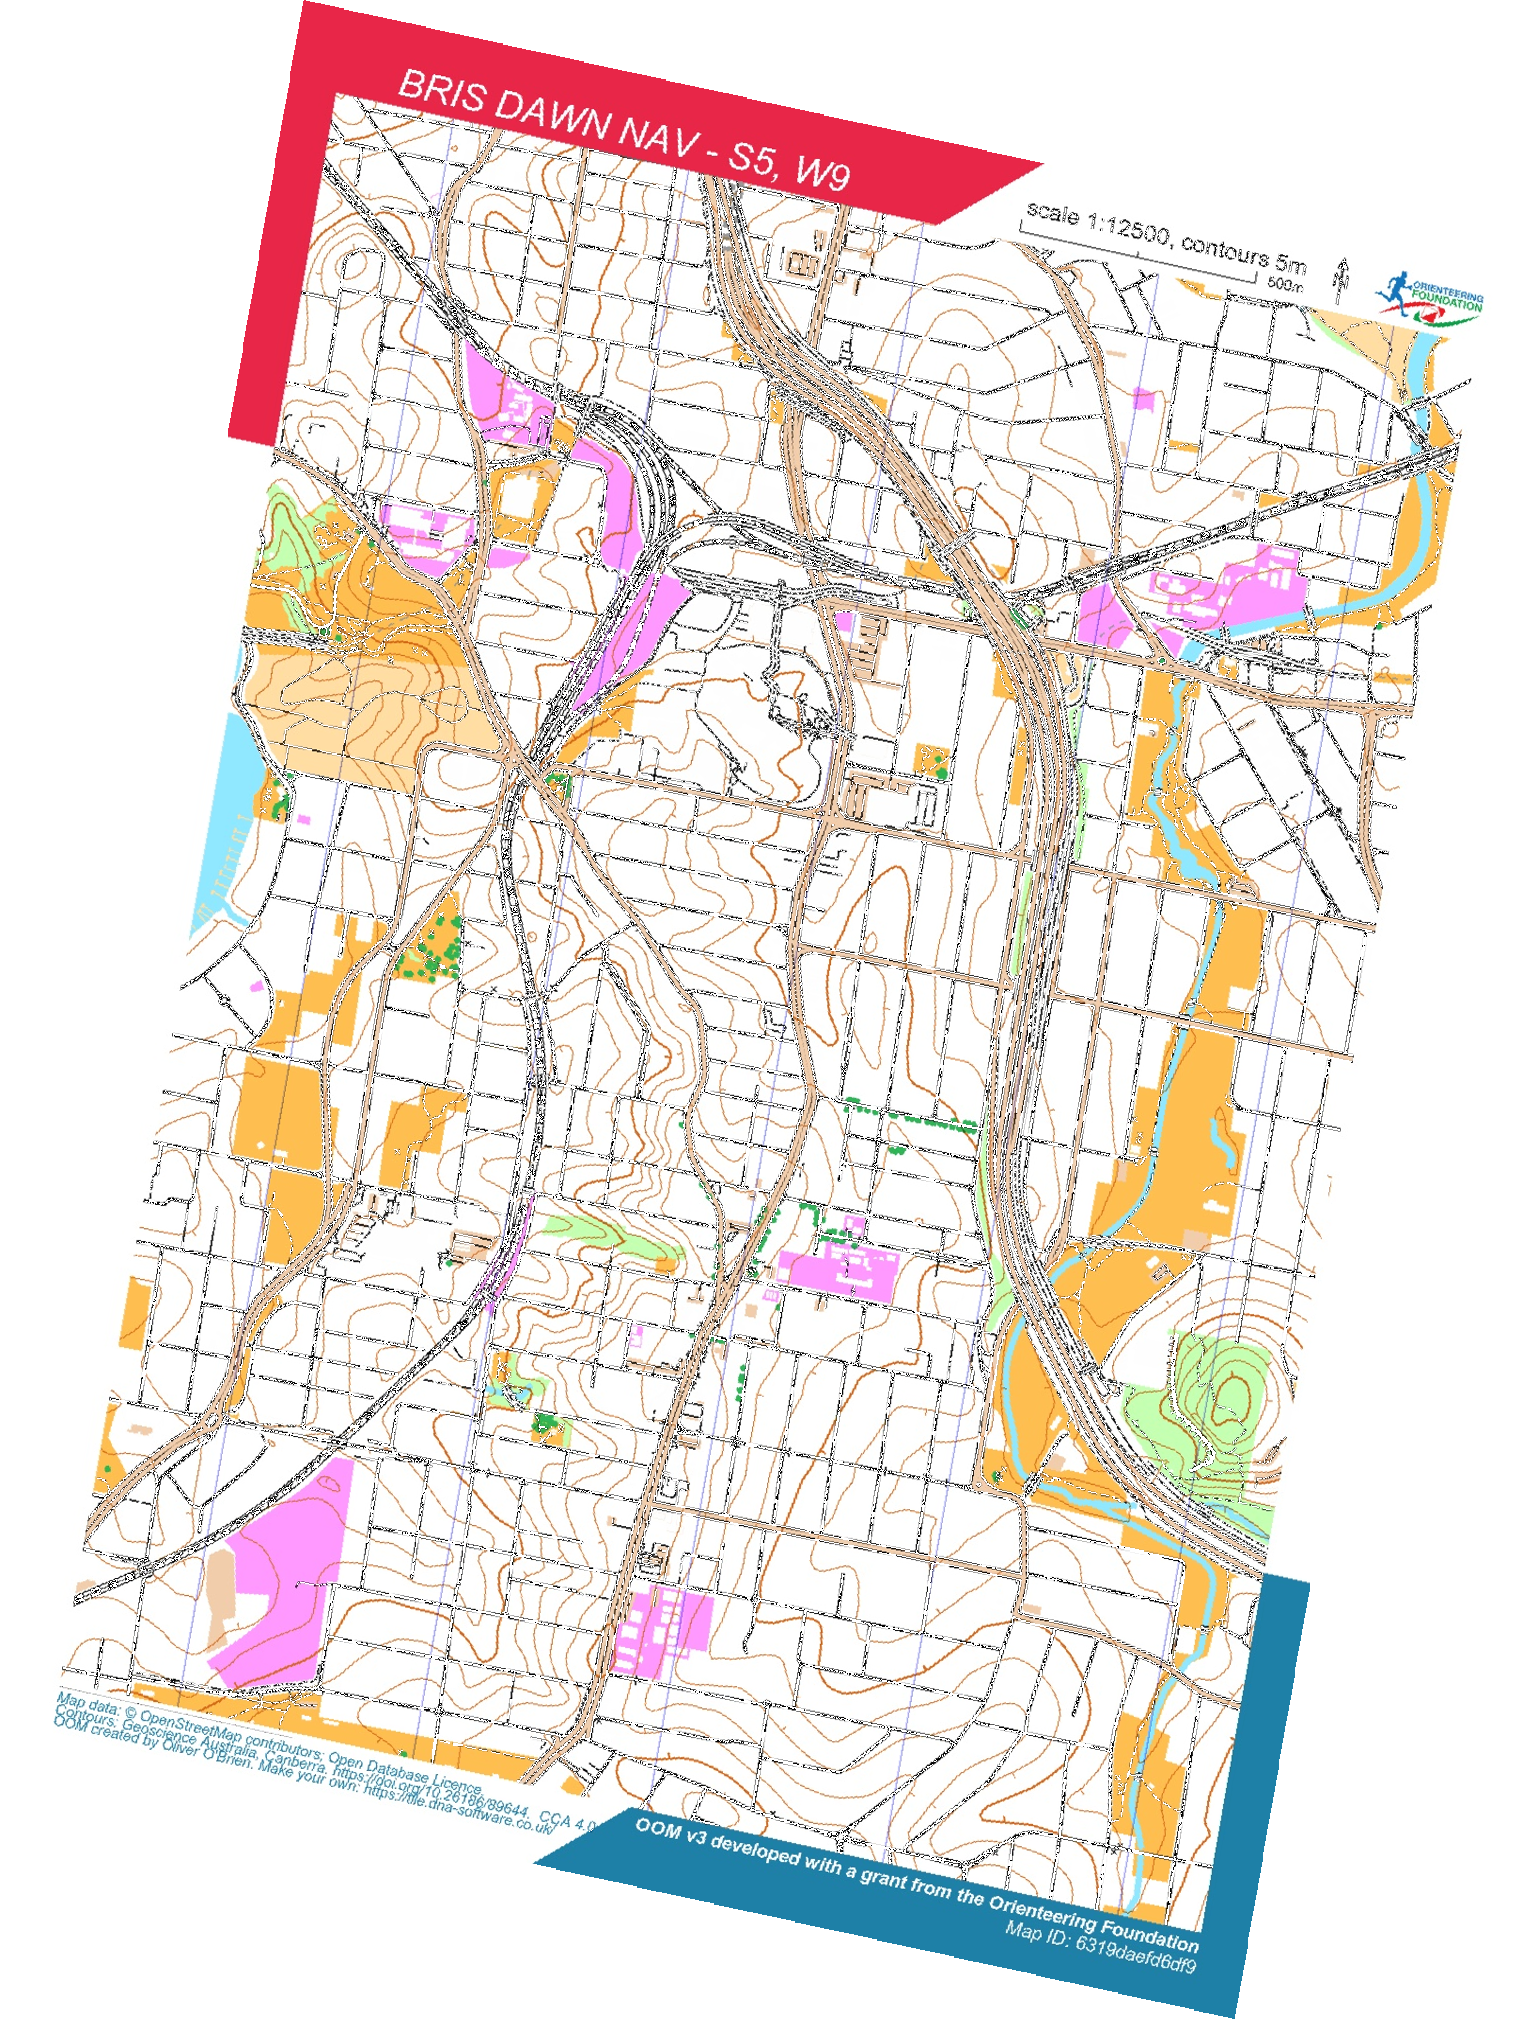 BRIS DAWN NAV - S5, W9
scale 1:12500, contours 5m
500m
ORIENTEERING
FOUNDATION
Map data: © OpenStreetMap contributors, Open Database Licence.
Contours: Geoscience Australia, Canberra. https://doi.org/10.26186/89644. CCA 4.0
OOM created by Oliver O'Brien. Make your own: https://tile.dna-software.co.uk/
OOM v3 developed with a grant from the Orienteering Foundation
Map ID: 6319daefd6df9